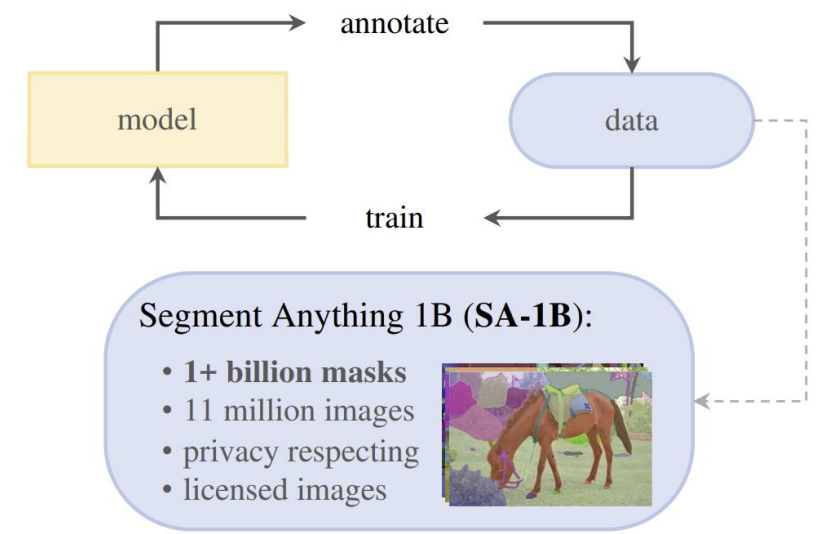 annotate
model
data
train
Segment Anything 1B (SA-1B):
• 1+ billion masks
• 11 million images
• privacy respecting
• licensed images